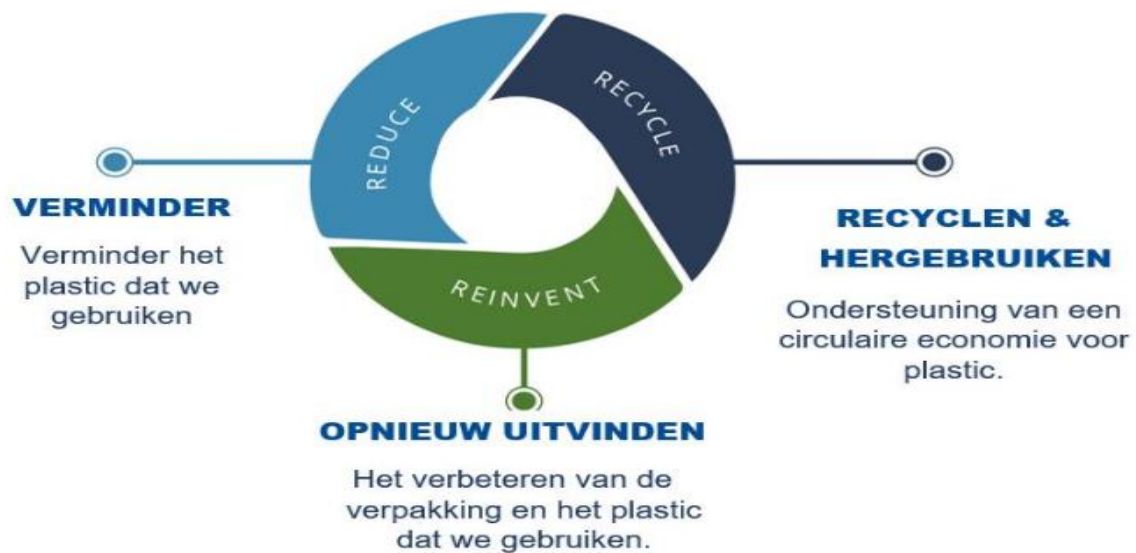 REDUCE
RECYCLE
REINVENT
VERMINDER
Verminder het
plastic dat we
gebruiken
RECYCLEN &
HERGEBRUIKEN
Ondersteuning van een
circulaire economie voor
plastic.
OPNIEUW UITVINDEN
Het verbeteren van de
verpakking en het plastic
dat we gebruiken.